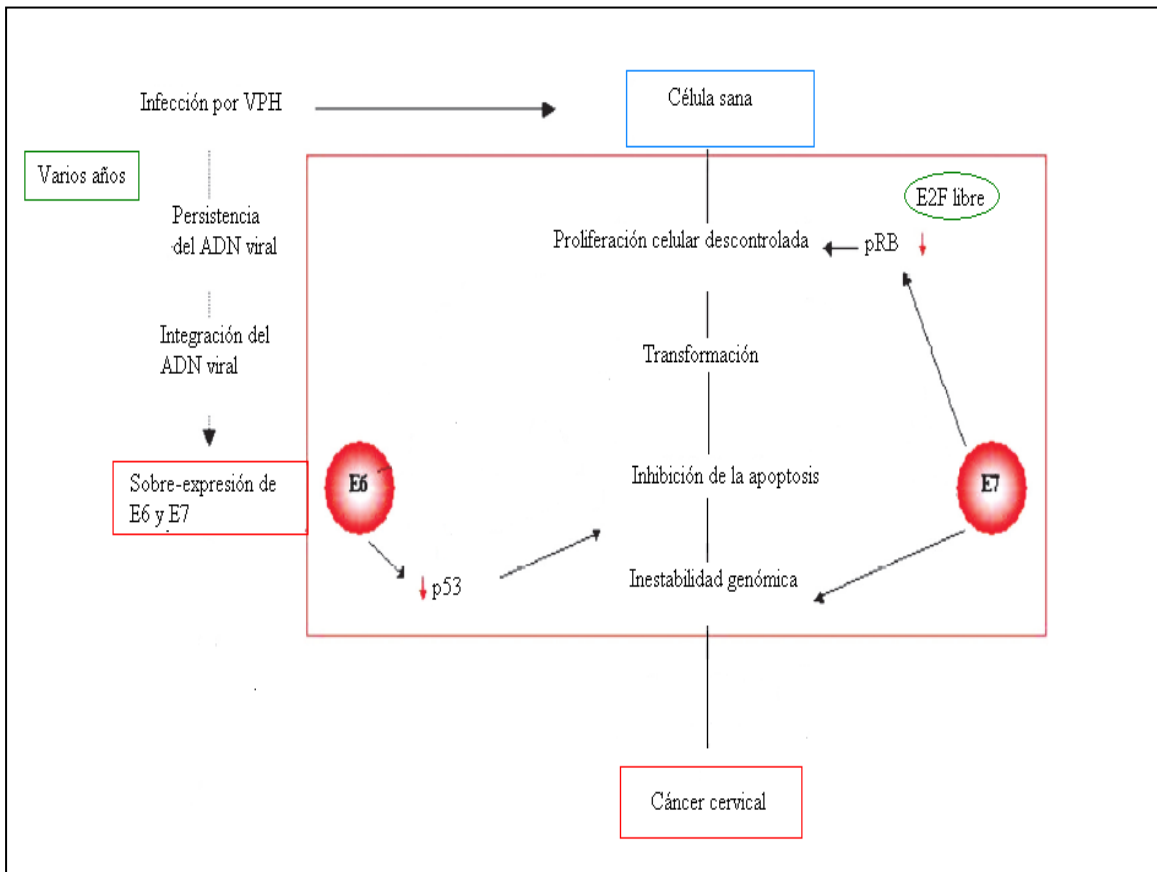 Infección por VPH
Célula sana
Varios años
E2F libre
Persistencia
del ADN viral
Proliferación celular descontrolada
pRB
Integración del
ADN viral
Transformación
Sobre-expresión de
E6 y E7
E6
Inhibición de la apoptosis
E7
p53
Inestabilidad genómica
Cáncer cervical